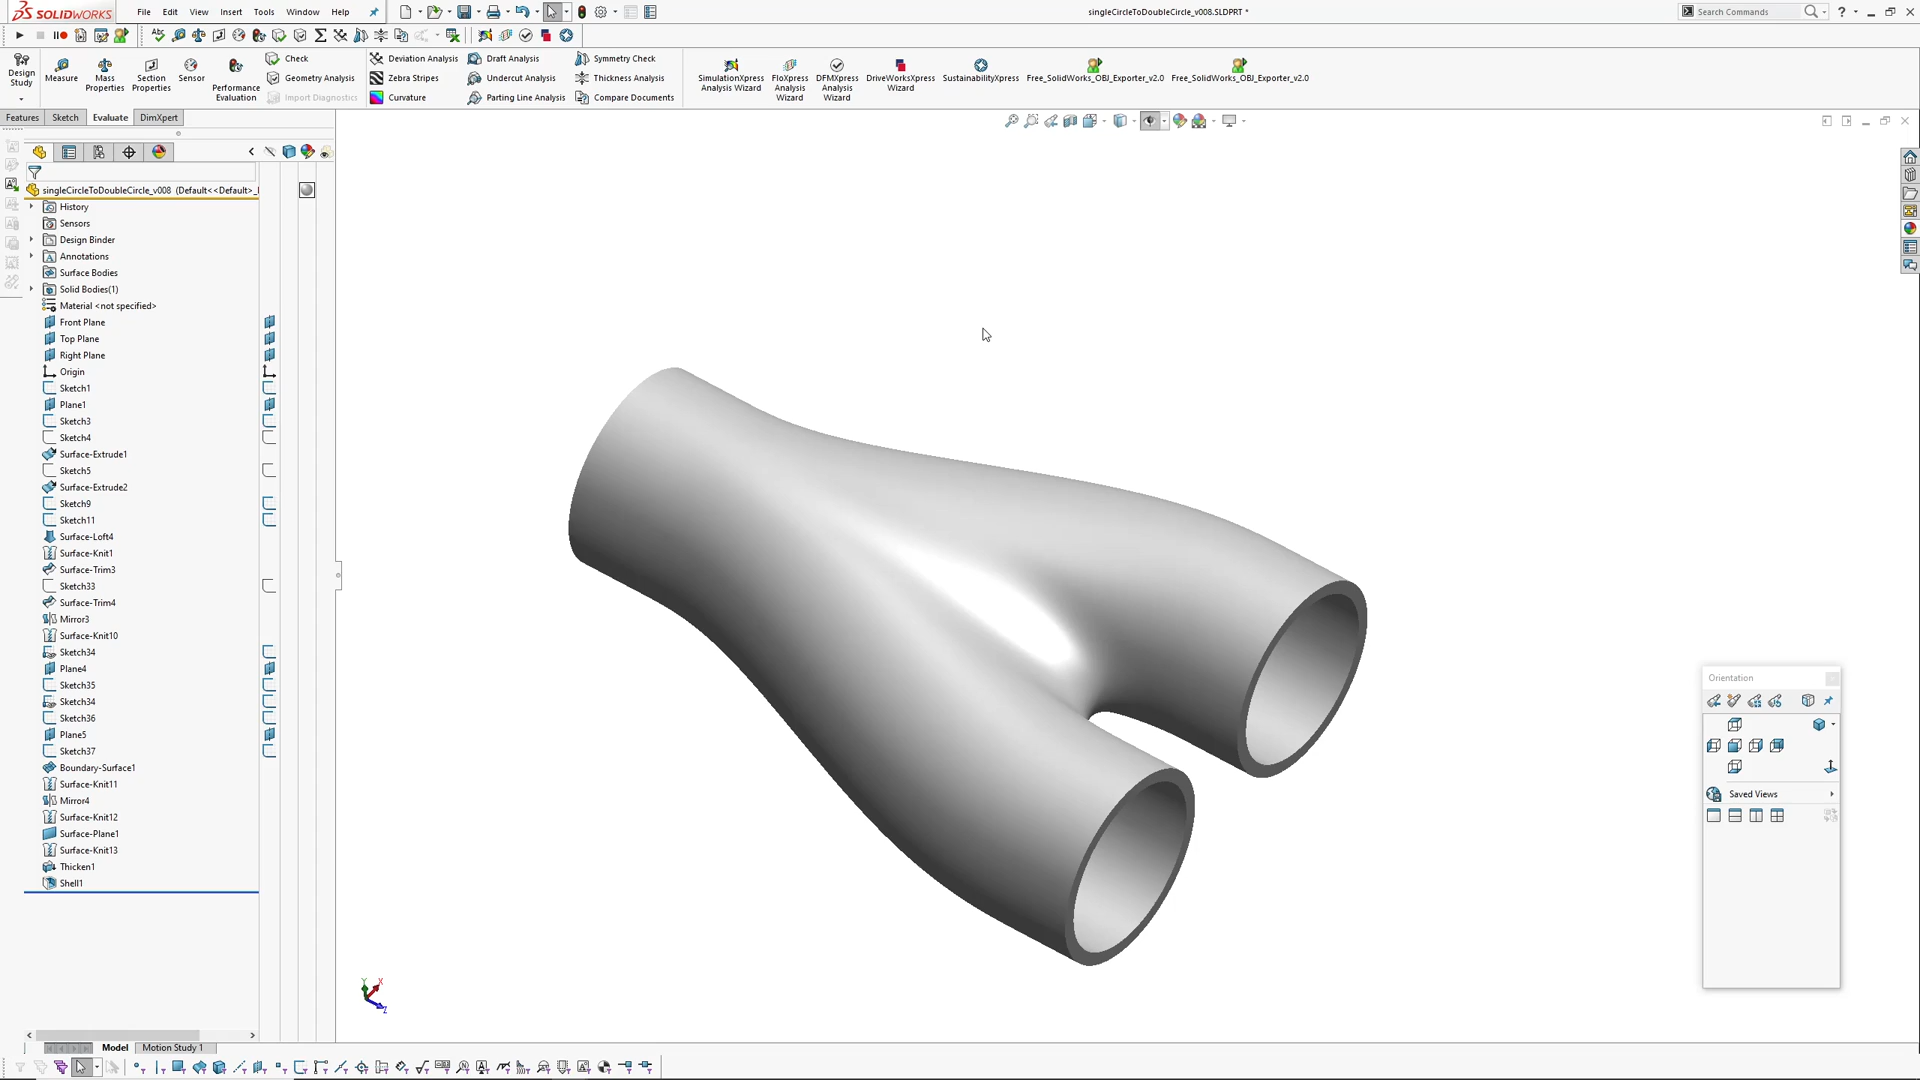 SOLIDWORKS File Edit View Insert Tools Window Help
singleCircleToDoubleCircle_v008.SLDPRT *
Search Commands
Design Study
Measure
Mass Properties
Section Properties
Sensor
Performance Evaluation
Check
Geometry Analysis
Import Diagnostics
Deviation Analysis
Zebra Stripes
Curvature
Draft Analysis
Undercut Analysis
Parting Line Analysis
Symmetry Check
Thickness Analysis
Compare Documents
SimulationXpress Analysis Wizard
FloXpress Analysis Wizard
DFMXpress Analysis Wizard
DriveWorksXpress Wizard
SustainabilityXpress
Free_SolidWorks_OBJ_Exporter_v2.0
Free_SolidWorks_OBJ_Exporter_v2.0
Features Sketch Evaluate DimXpert
singleCircleToDoubleCircle_v008 (Default<<Default>_
History
Sensors
Design Binder
Annotations
Surface Bodies
Solid Bodies(1)
Material <not specified>
Front Plane
Top Plane
Right Plane
Origin
Sketch1
Plane1
Sketch3
Sketch4
Surface-Extrude1
Sketch5
Surface-Extrude2
Sketch9
Sketch11
Surface-Loft4
Surface-Knit1
Surface-Trim3
Sketch33
Surface-Trim4
Mirror3
Surface-Knit10
Sketch34
Plane4
Sketch35
Sketch34
Sketch36
Plane5
Sketch37
Boundary-Surface1
Surface-Knit11
Mirror4
Surface-Knit12
Surface-Plane1
Surface-Knit13
Thicken1
Shell1
Orientation
Saved Views
Y
X
Z
Model Motion Study 1